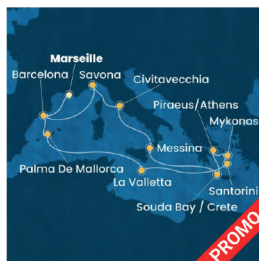 Marseille
Barcelona
Savona
Civitavecchia
Piraeus/Athens
Mykonos
Messina
Palma De Mallorca
La Valletta
Santorini
Souda Bay / Crete
PROMO